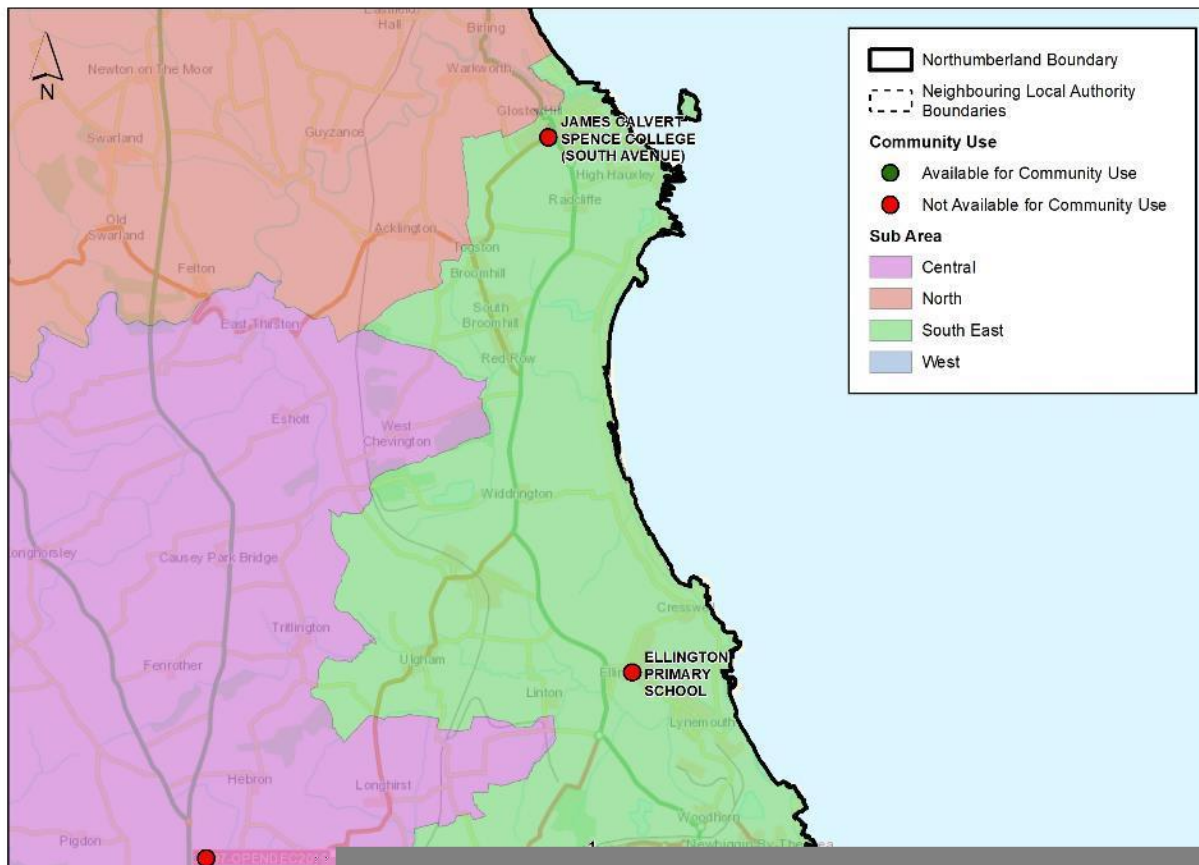 Birling
Newton on The Moor
Warkworth
Gloster Hill
JAMES CALVERT
SPENCE COLLEGE
(SOUTH AVENUE)
Guyzance
Swarland
High Hauxley
Radcliffe
Old
Swarland
Acklington
Togston
Felton
Broomhill
South
Broomhill
East Thirston
Red Row
Eshott
West
Chevington
Widdrington
Causey Park Bridge
Tritlington
Fenrother
Ulgham
ELLINGTON
PRIMARY
SCHOOL
Linton
Lynemouth
Hebron
Longhirst
Pigdon
Woodhorn
1
N
Northumberland Boundary
Neighbouring Local Authority
Boundaries
Community Use
Available for Community Use
Not Available for Community Use
Sub Area
Central
North
South East
West